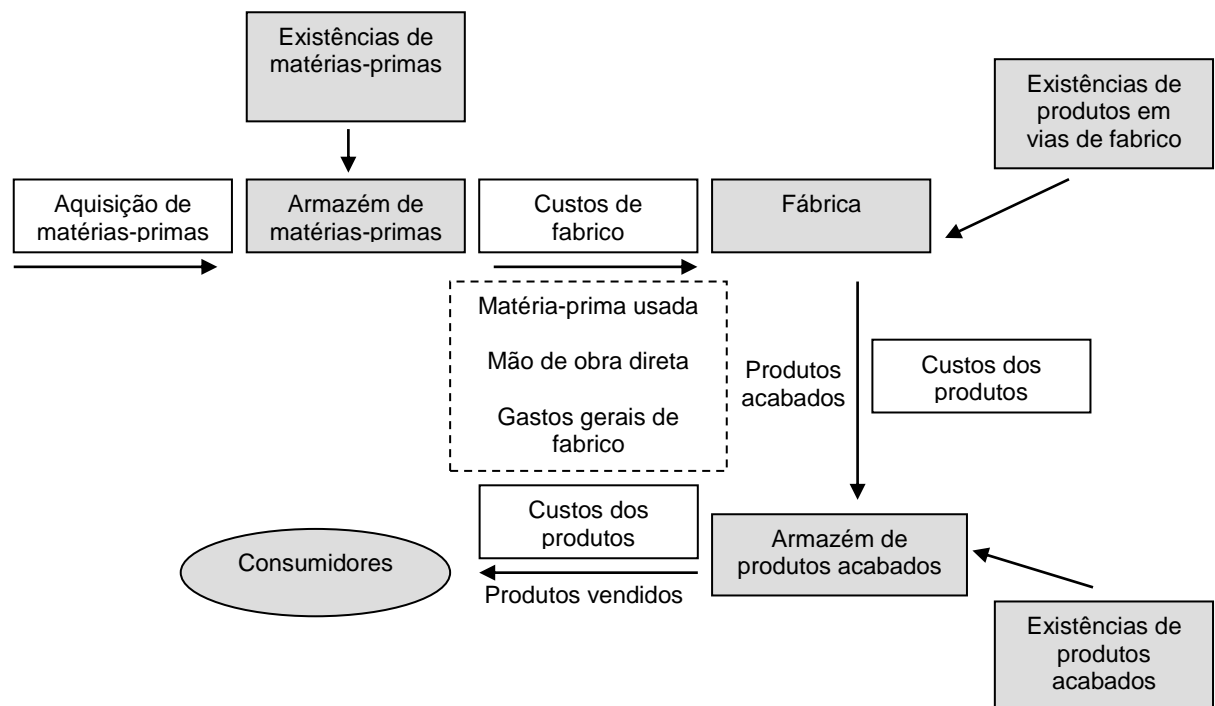 Existências de
matérias-primas
Existências de
produtos em
vias de fabrico
Aquisição de
matérias-primas
Armazém de
matérias-primas
Custos de
fabrico
Fábrica
Matéria-prima usada
Mão de obra direta
Gastos gerais de
fabrico
Produtos
acabados
Custos dos
produtos
Custos dos
produtos
Armazém de
produtos acabados
Consumidores
Produtos vendidos
Existências de
produtos
acabados